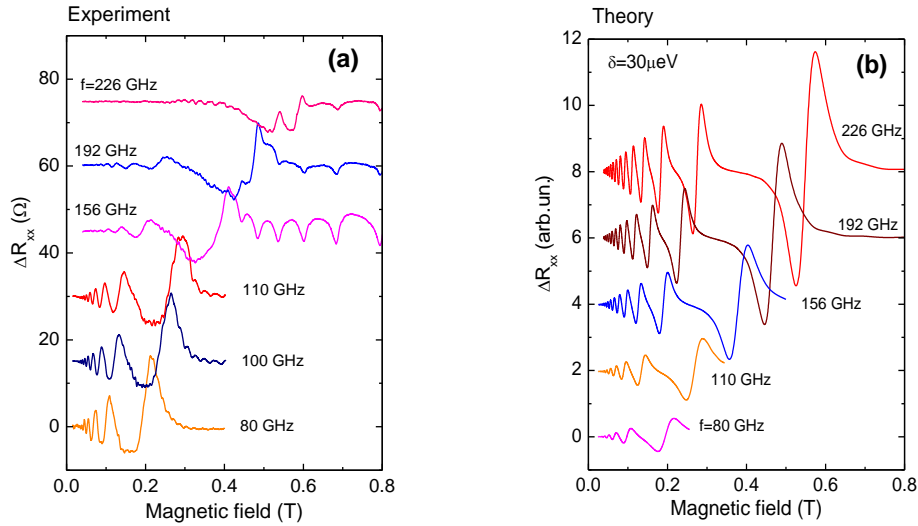 Experiment
(a)
f=226 GHz
192 GHz
156 GHz
110 GHz
100 GHz
80 GHz
80
60
40
20
0
ΔRxx (Ω)
0.0 0.2 0.4 0.6 0.8
Magnetic field (T)
Theory
(b)
δ=30μeV
226 GHz
192 GHz
156 GHz
110 GHz
f=80 GHz
12
10
8
6
4
2
0
ΔRxx (arb.un.)
0.0 0.2 0.4 0.6 0.8
Magnetic field (T)